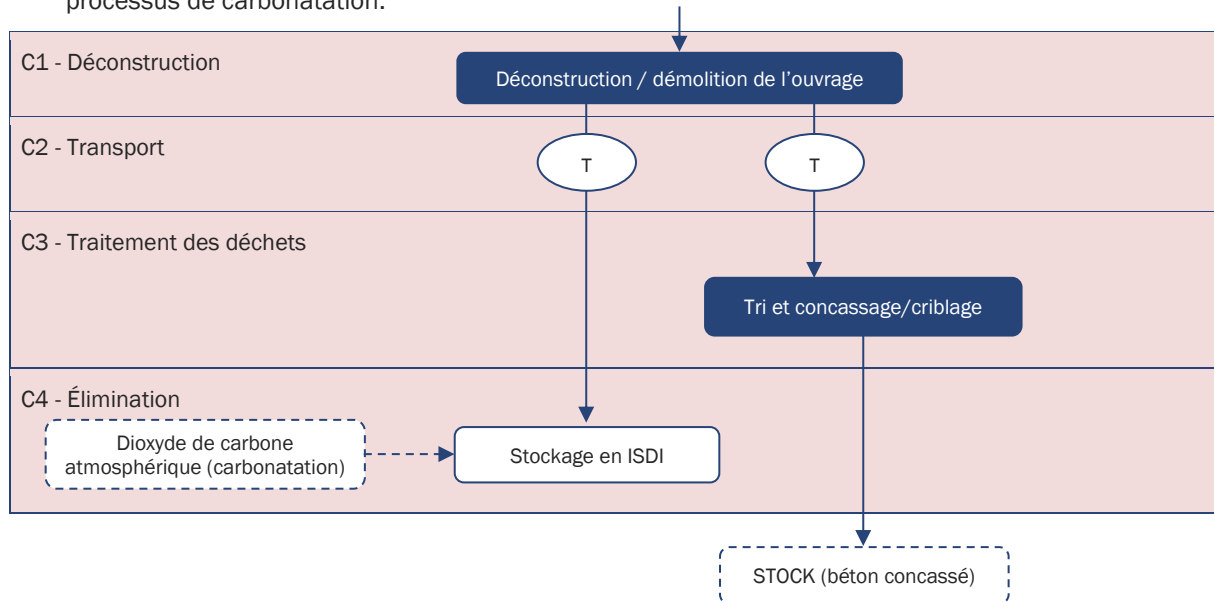 processus de carbonatation.
C1 - Déconstruction
Déconstruction / démolition de l’ouvrage
C2 - Transport
T
T
C3 - Traitement des déchets
Tri et concassage/criblage
C4 - Élimination
Dioxyde de carbone
atmosphérique (carbonatation)
Stockage en ISDI
STOCK (béton concassé)